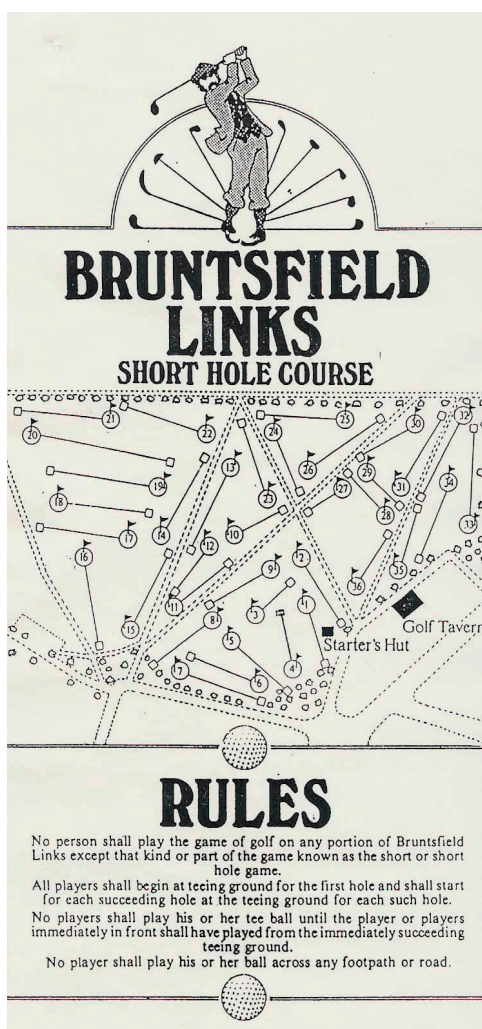 BRUNTSFIELD
LINKS
SHORT HOLE COURSE
21
25
30
32
20
22
24
13
26
29
31
34
19
18
23
27
28
33
17
14
10
16
12
2
9
36
35
11
3
1
15
8
5
Golf Tavern
Starter's Hut
7
6
4
RULES
No person shall play the game of golf on any portion of Bruntsfield
Links except that kind or part of the game known as the short or short
hole game.
All players shall begin at teeing ground for the first hole and shall start
for each succeeding hole at the teeing ground for each such hole.
No players shall play his or her tee ball until the player or players
immediately in front shall have played from the immediately succeeding
teeing ground.
No player shall play his or her ball across any footpath or road.